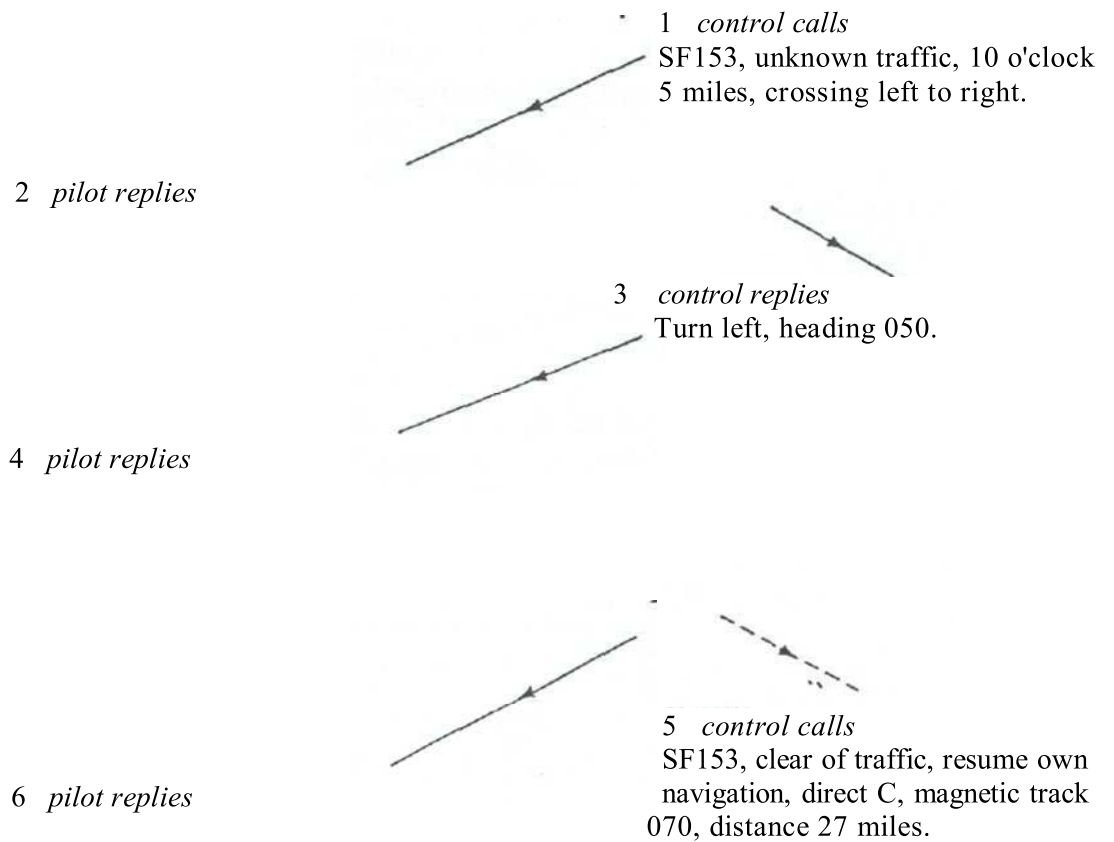 1 control calls
SF153, unknown traffic, 10 o'clock
5 miles, crossing left to right.
2 pilot replies
3 control replies
Turn left, heading 050.
4 pilot replies
5 control calls
SF153, clear of traffic, resume own
navigation, direct C, magnetic track
070, distance 27 miles.
6 pilot replies